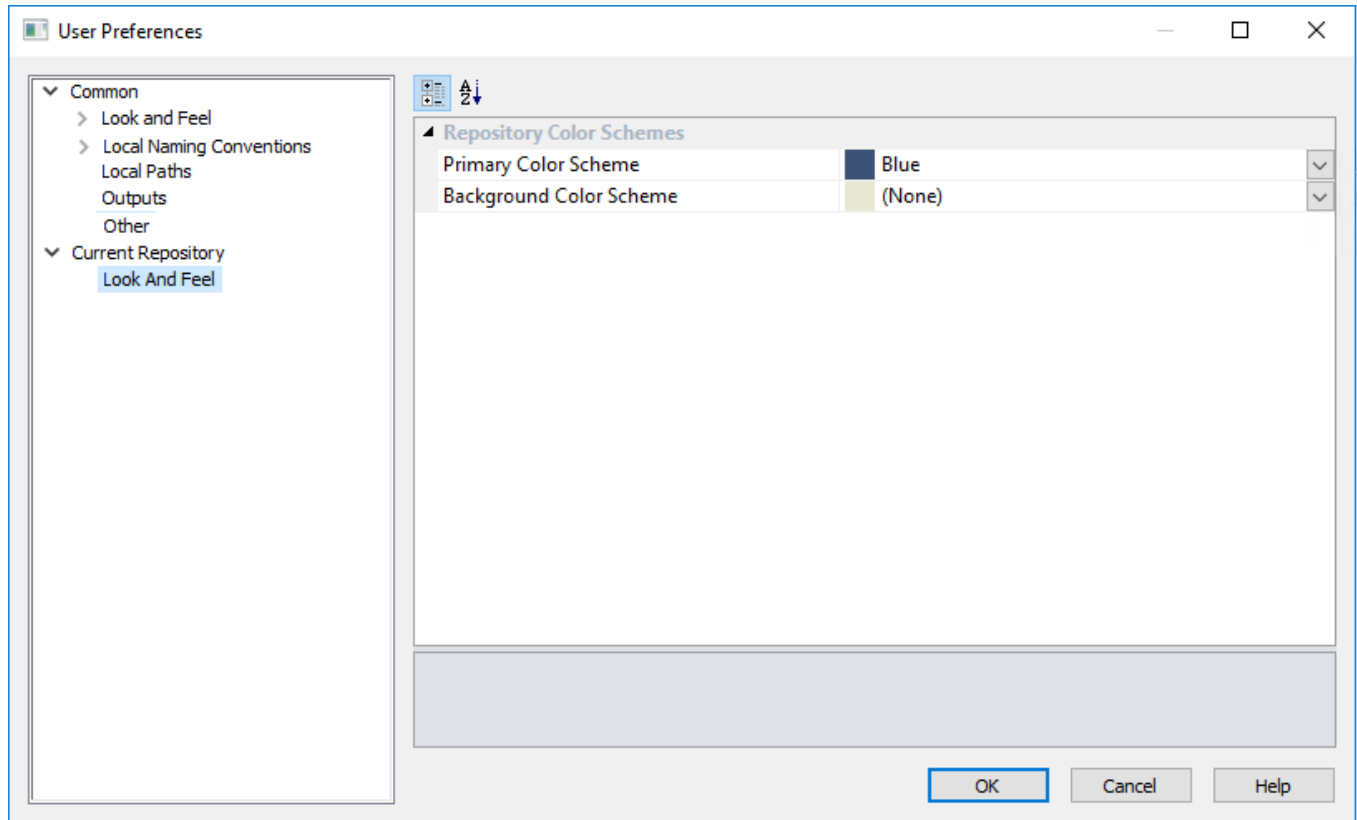 User Preferences
Common
Look and Feel
Local Naming Conventions
Local Paths
Outputs
Other
Current Repository
Look And Feel
A
Z
Repository Color Schemes
Primary Color Scheme Blue
Background Color Scheme (None)
OK Cancel Help